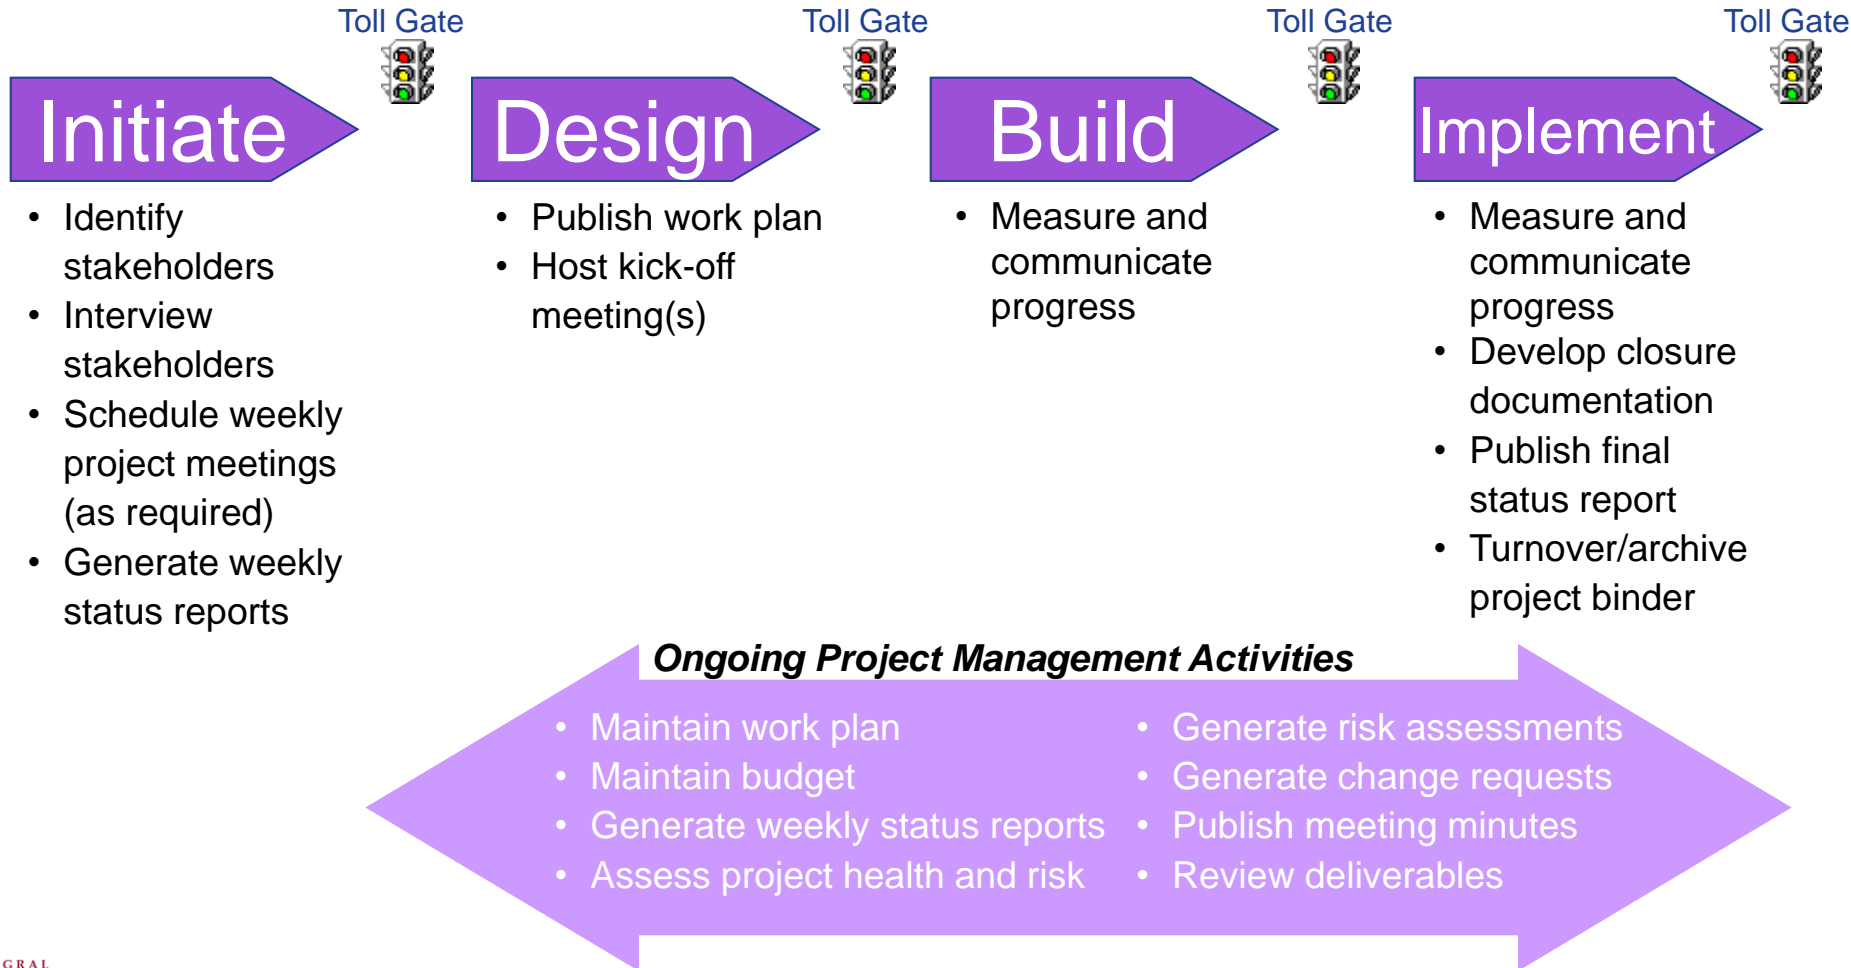 Toll Gate
Toll Gate
Toll Gate
Toll Gate
Initiate
Design
Build
Implement
• Identify
stakeholders
• Interview
stakeholders
• Schedule weekly
project meetings
(as required)
• Generate weekly
status reports
• Publish work plan
• Host kick-off
meeting(s)
• Measure and
communicate
progress
• Measure and
communicate
progress
• Develop closure
documentation
• Publish final
status report
• Turnover/archive
project binder
Ongoing Project Management Activities
• Maintain work plan
• Maintain budget
• Generate weekly status reports
• Assess project health and risk
• Generate risk assessments
• Generate change requests
• Publish meeting minutes
• Review deliverables
GRAL